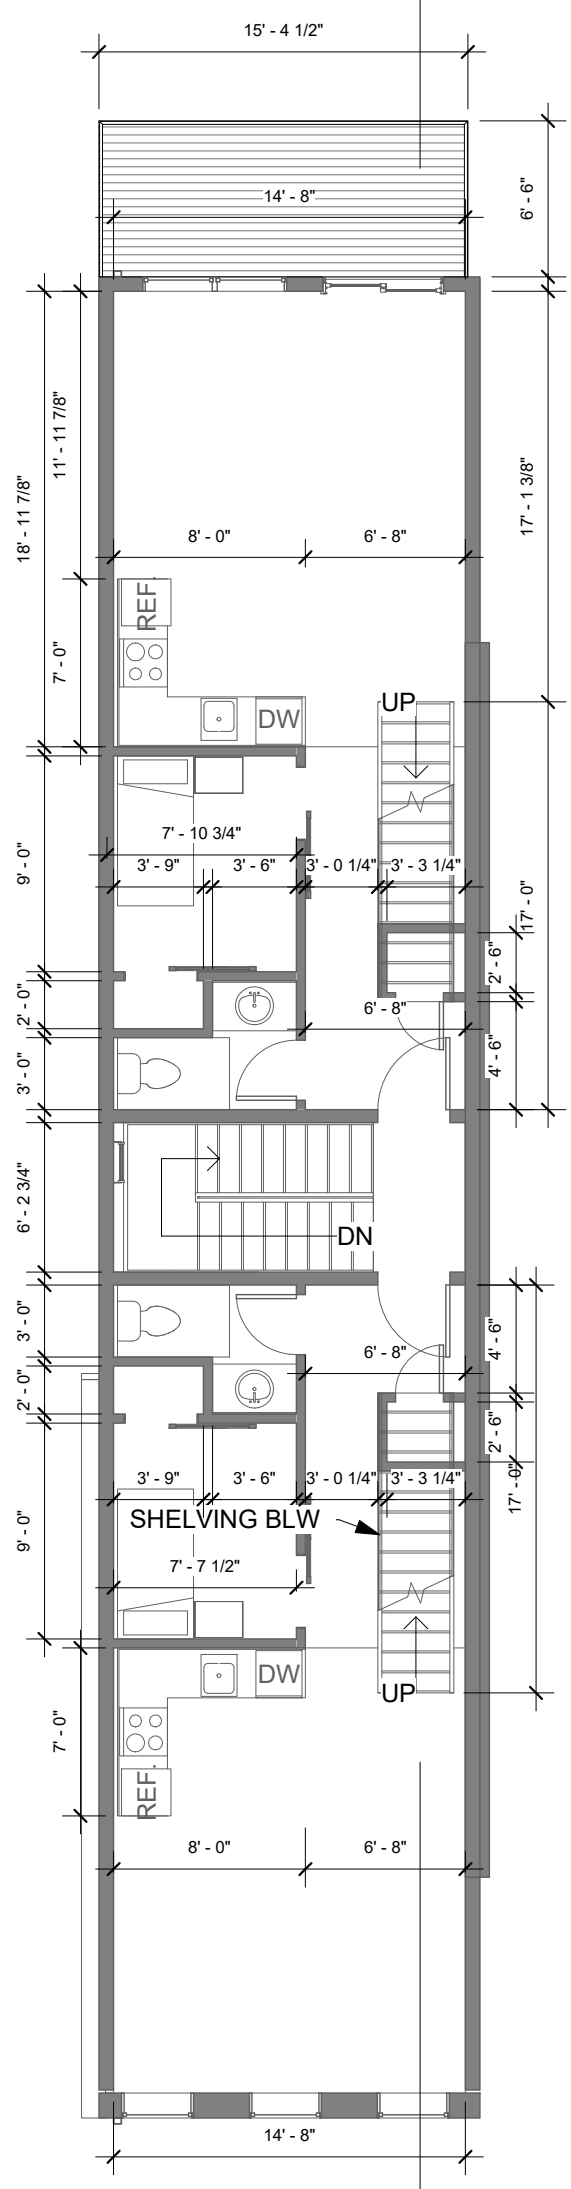 15' - 4 1/2"
14' - 8"
6' - 6"
11' - 11 7/8"
18' - 11 7/8"
17' - 1 3/8"
8' - 0"
6' - 8"
REF.
7' - 0"
UP
DW
7' - 10 3/4"
9' - 0"
3' - 9"
3' - 6"
3' - 0 1/4"
3' - 3 1/4"
17' - 0"
2' - 6"
2' - 0"
6' - 8"
3' - 0"
4' - 6"
6' - 2 3/4"
DN
3' - 0"
6' - 8"
4' - 6"
2' - 0"
2' - 6"
3' - 9"
3' - 6"
3' - 0 1/4"
3' - 3 1/4"
17' - 0"
SHELVING BLW
9' - 0"
7' - 7 1/2"
DW
UP
7' - 0"
REF.
8' - 0"
6' - 8"
14' - 8"